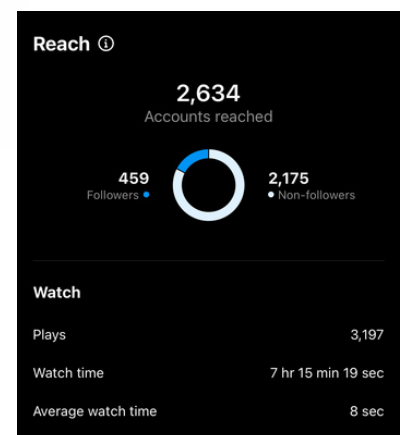 Reach
2,634
Accounts reached
459
Followers
2,175
Non-followers
Watch
Plays 3,197
Watch time 7 hr 15 min 19 sec
Average watch time 8 sec